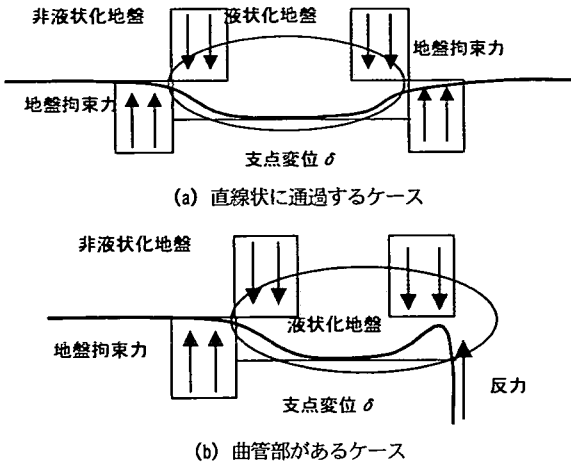 非液状化地盤
液状化地盤
地盤拘束力
地盤拘束力
支点変位 δ
(a) 直線状に通過するケース
非液状化地盤
液状化地盤
地盤拘束力
反力
支点変位 δ
(b) 曲管部があるケース